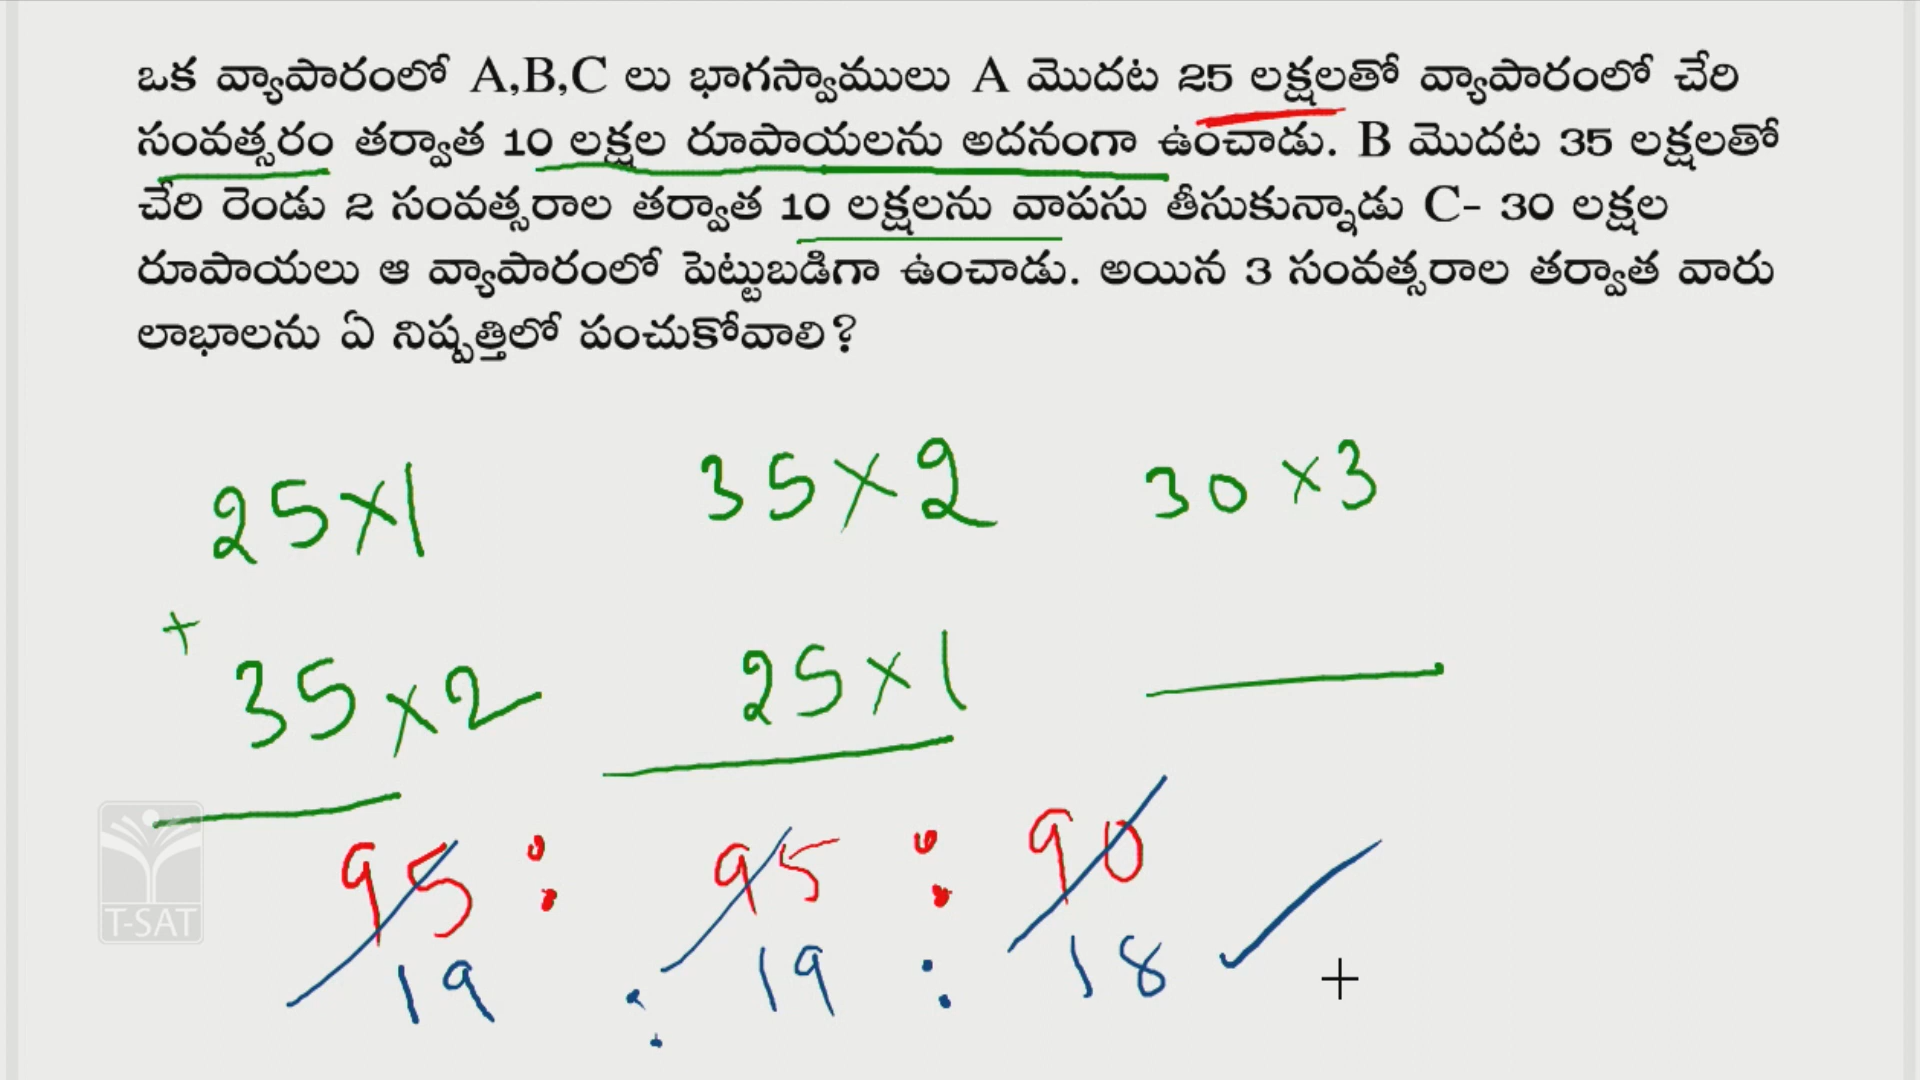 ఒక వ్యాపారంలో A,B,C లు భాగస్వాములు A మొదట 25 లక్షలతో వ్యాపారంలో చేరి
సంవత్సరం తర్వాత 10 లక్షల రూపాయలను అదనంగా ఉంచాడు. B మొదట 35 లక్షలతో
చేరి రెండు 2 సంవత్సరాల తర్వాత 10 లక్షలను వాపసు తీసుకున్నాడు C- 30 లక్షల
రూపాయలు ఆ వ్యాపారంలో పెట్టుబడిగా ఉంచాడు. అయిన 3 సంవత్సరాల తర్వాత వారు
లాభాలను ఏ నిష్పత్తిలో పంచుకోవాలి?
25×1 35×2 30×3
+
35×2 25×1
95 : 95 : 90
19 : 19 : 18
T-SAT